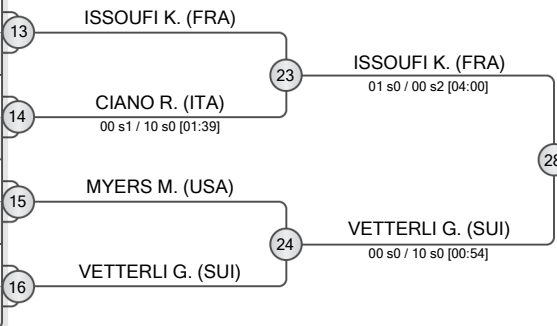 13
ISSOUFI K. (FRA)
23
ISSOUFI K. (FRA)
01 s0 / 00 s2 [04:00]
14
CIANO R. (ITA)
00 s1 / 10 s0 [01:39]
28
15
MYERS M. (USA)
24
VETTERLI G. (SUI)
00 s0 / 10 s0 [00:54]
16
VETTERLI G. (SUI)